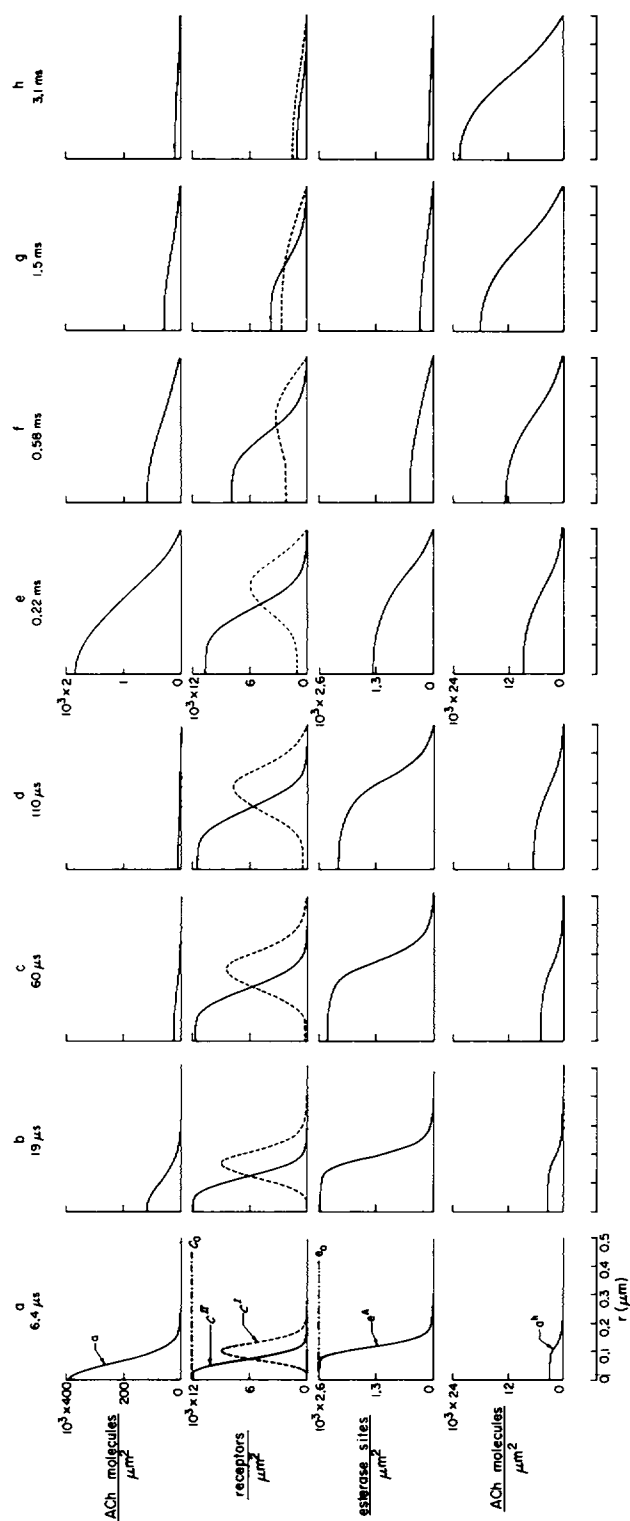 a b c d e f g h
6.4 μs 19 μs 60 μs 110 μs 0.22 ms 0.58 ms 1.5 ms 3.1 ms
10³ x 400 10³ x 2
ACh molecules
μm²
a
200 1
0 0
10³ x 12 10³ x 12
receptors
μm²
C₀
Cᴵᴵ
Cᴵ
6 6
0 0
10³ x 2.6 10³ x 2.6
esterase sites
μm²
e₀
eᴬ
1.3 1.3
0 0
10³ x 24 10³ x 24
ACh molecules
μm²
aʰ
12 12
0 0
0 0.1 0.2 0.3 0.4 0.5
r (μm)